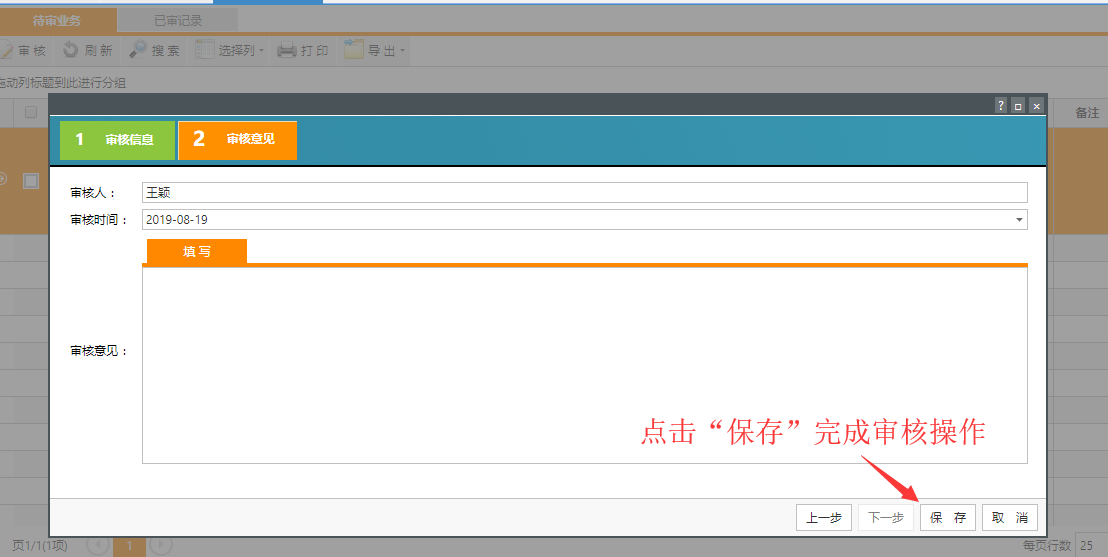 待审业务 已审记录
审核 刷新 搜索 选择列 打印 导出
拖动列标题到此进行分组
? 
备注
1 审核信息 2 审核意见
审核人： 王颖
审核时间： 2019-08-19
填写
审核意见：
点击“保存”完成审核操作
上一步 下一步 保 存 取 消
页1/1(1项) 1 每页行数 25